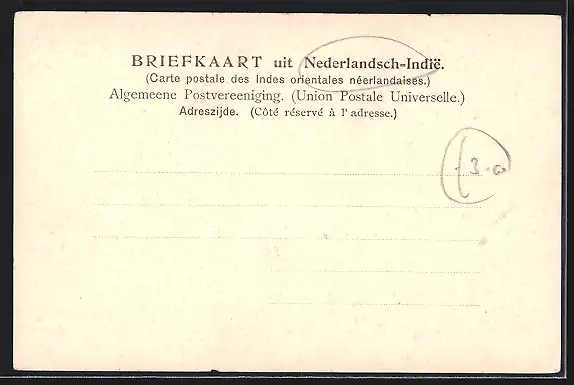 BRIEFKAART uit Nederlandsch-Indië.
(Carte postale des Indes orientales néerlandaises.)
Algemeene Postvereeniging. (Union Postale Universelle.)
Adreszijde. (Côté réservé à l'adresse.)